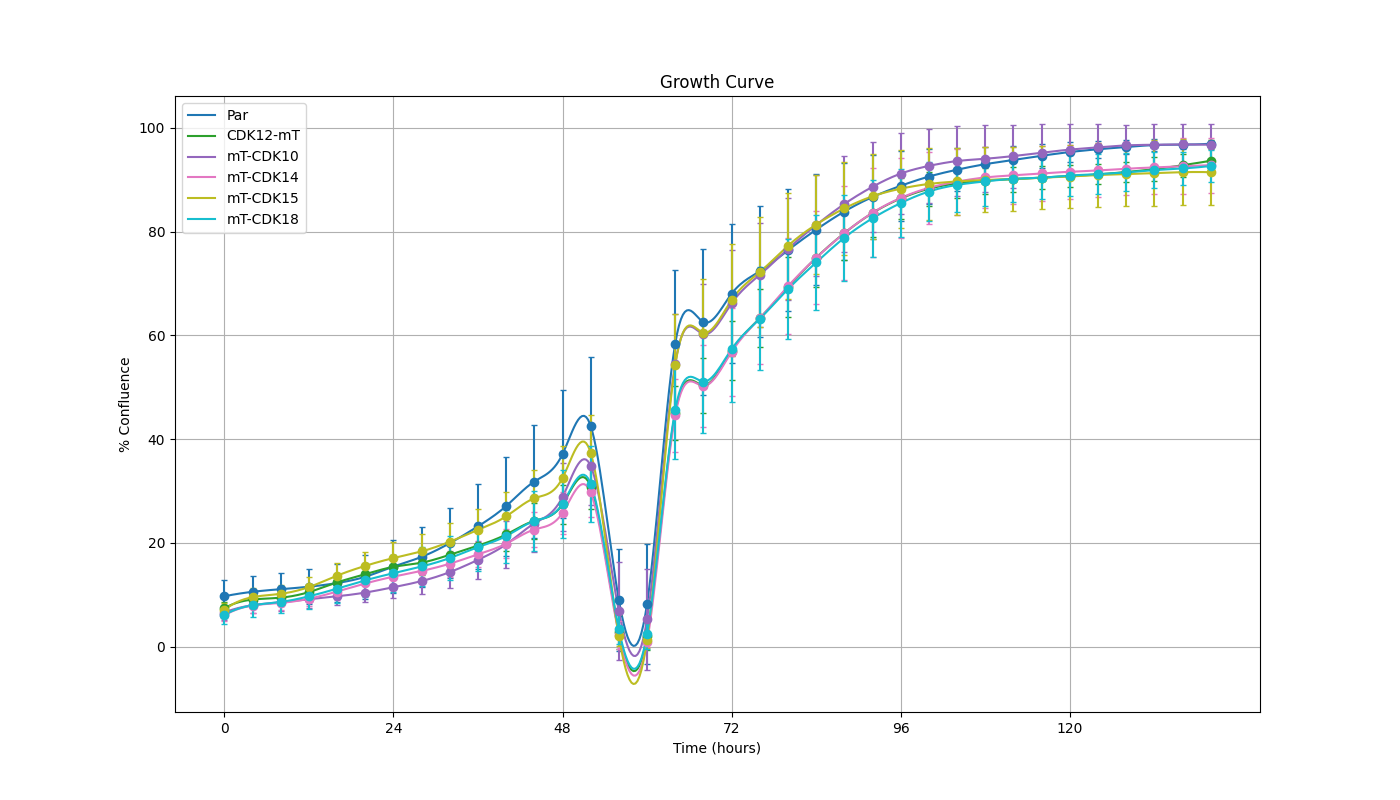 Growth Curve
Par
CDK12-mT
mT-CDK10
mT-CDK14
mT-CDK15
mT-CDK18
% Confluence
100
80
60
40
20
0
0 24 48 72 96 120
Time (hours)